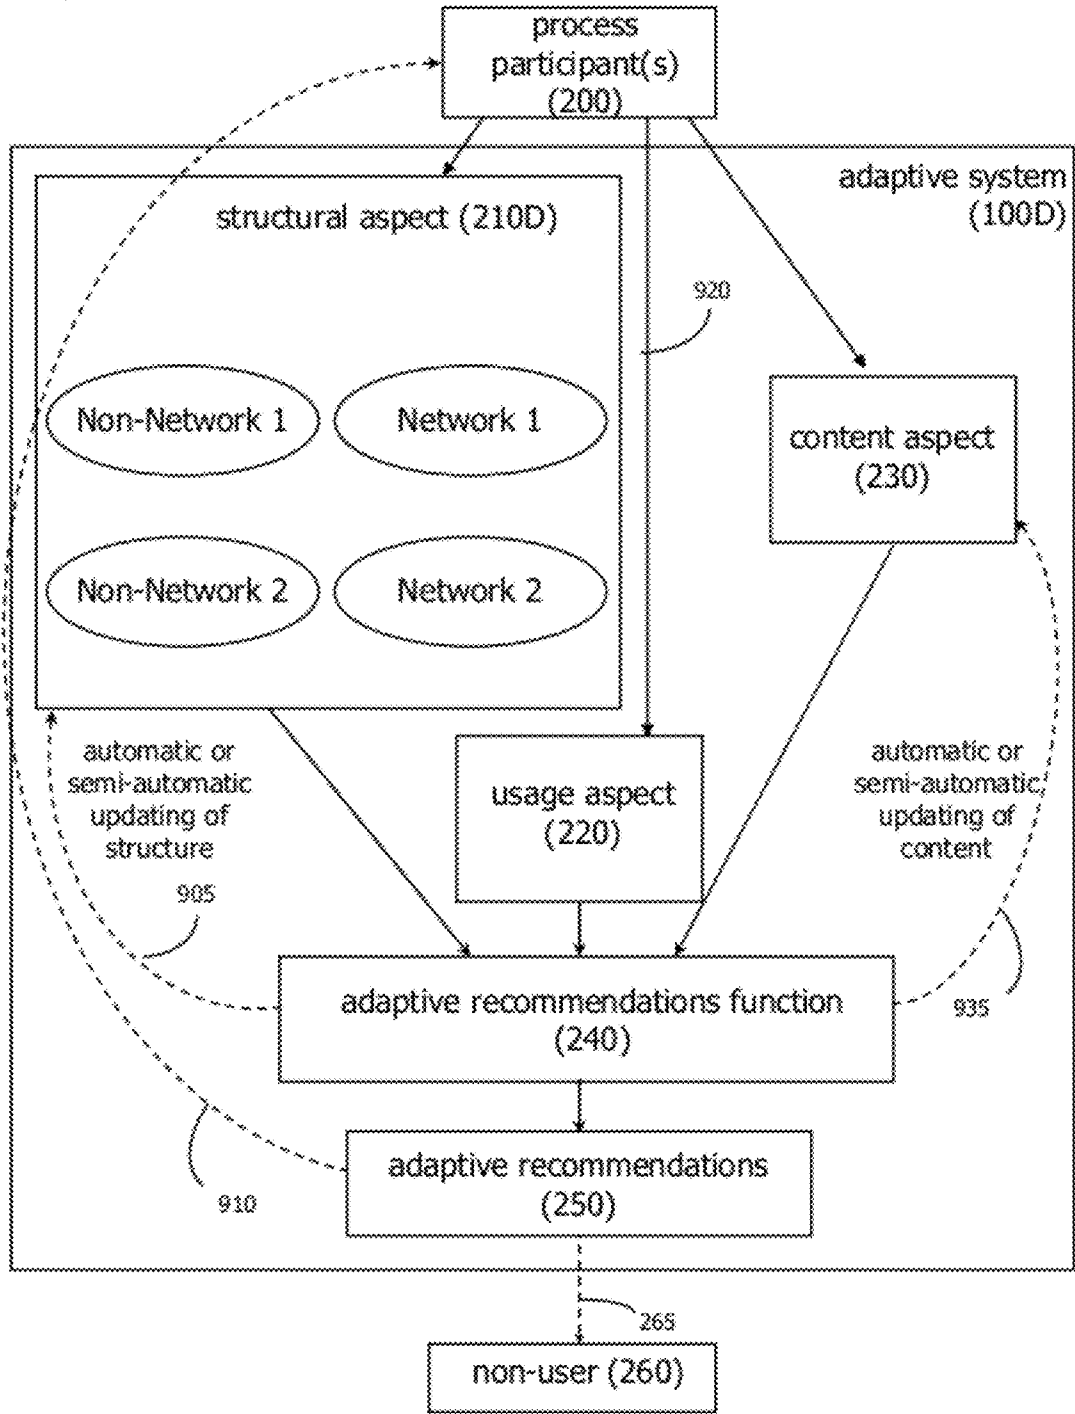 process
participant(s)
(200)
adaptive system
(100D)
structural aspect (210D)
920
Non-Network 1
Network 1
content aspect
(230)
Non-Network 2
Network 2
automatic or
semi-automatic
updating of
structure
usage aspect
(220)
automatic or
semi-automatic
updating of
content
905
adaptive recommendations function
(240)
935
adaptive recommendations
(250)
910
265
non-user (260)